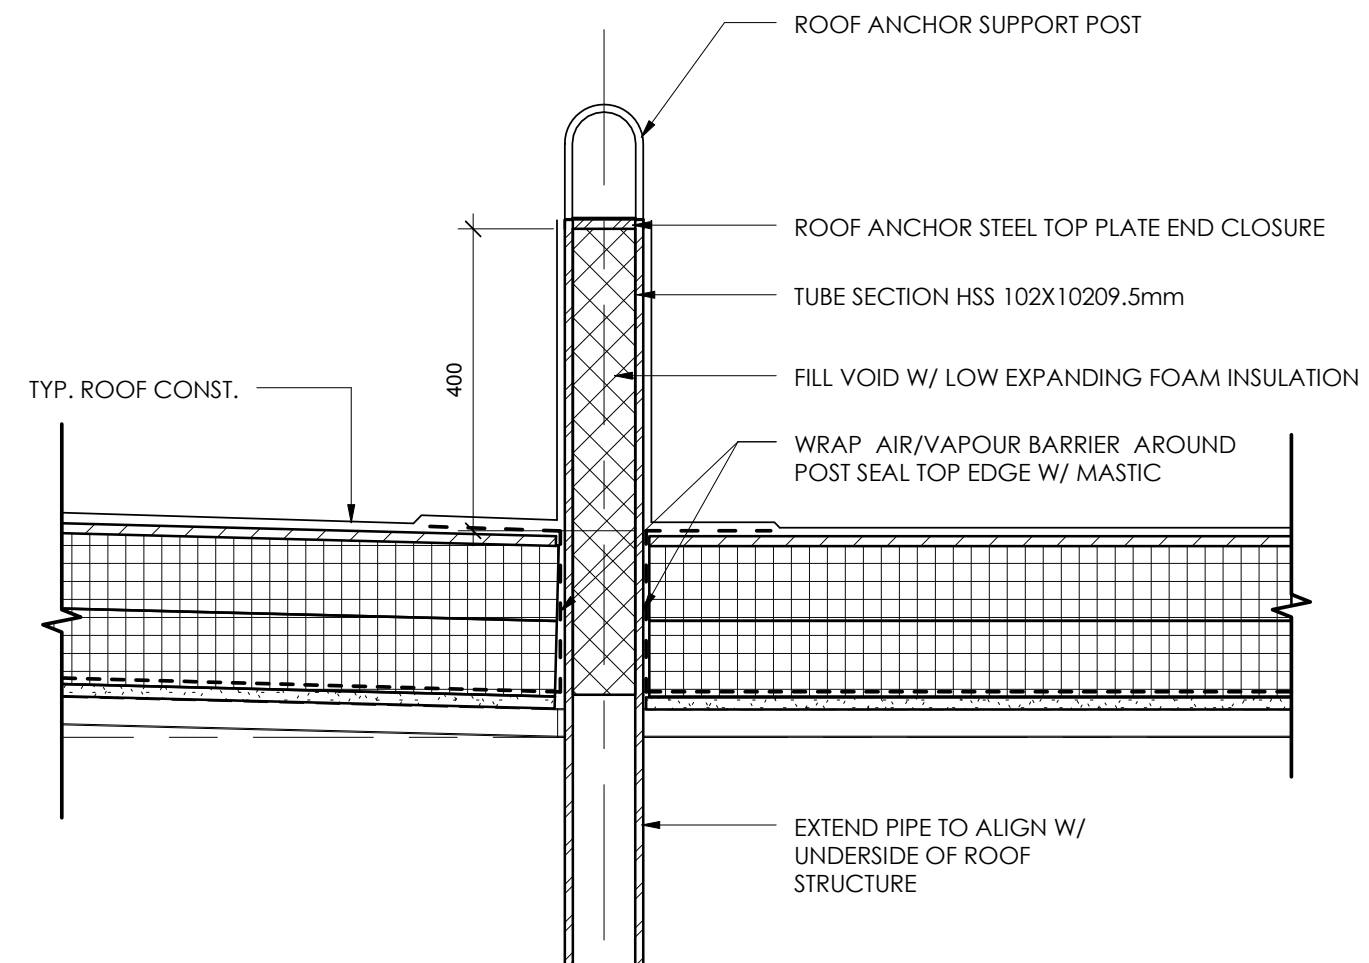 ROOF ANCHOR SUPPORT POST
ROOF ANCHOR STEEL TOP PLATE END CLOSURE
TUBE SECTION HSS 102X10209.5mm
400
FILL VOID W/ LOW EXPANDING FOAM INSULATION
TYP. ROOF CONST.
WRAP AIR/VAPOUR BARRIER AROUND
POST SEAL TOP EDGE W/ MASTIC
EXTEND PIPE TO ALIGN W/
UNDERSIDE OF ROOF
STRUCTURE